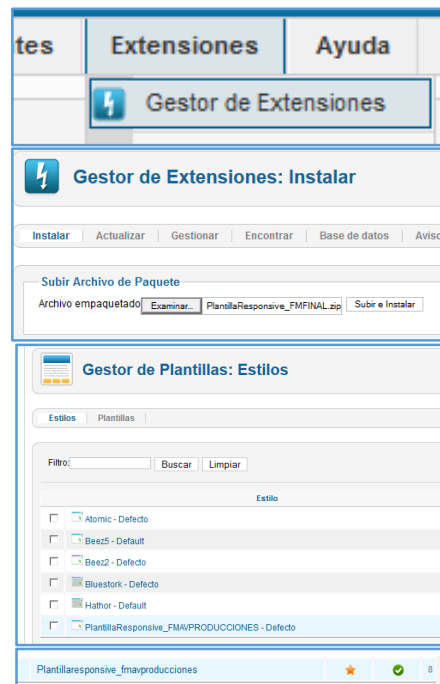 Extensiones Ayuda
Gestor de Extensiones
Gestor de Extensiones: Instalar
Instalar Actualizar Gestionar Encontrar Base de datos
Subir Archivo de Paquete
Archivo empaquetado Examinar... PlantillaResponsive_FMFINAL.zip Subir e Instalar
Gestor de Plantillas: Estilos
Estilos Plantillas
Filtro: Buscar Limpiar
Estilo
Atomic - Defecto
Beez5 - Default
Beez2 - Defecto
Bluestork - Defecto
Hathor - Default
PlantillaResponsive_FMAVPRODUCCIONES - Defecto
Plantillaresponsive_fmavproducciones 8